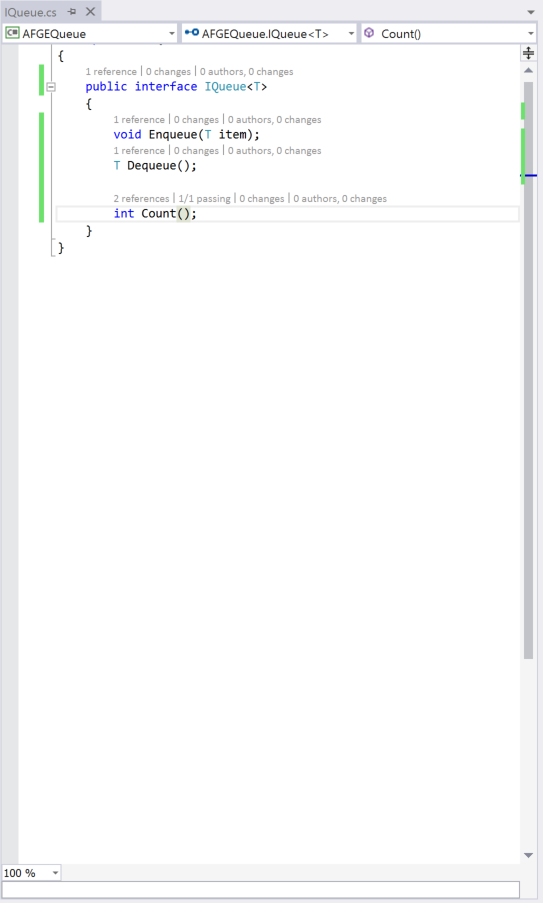 IQueue.cs
AFGEQueue AFGEQueue.IQueue<T> Count()
{
1 reference | 0 changes | 0 authors, 0 changes
public interface IQueue<T>
{
1 reference | 0 changes | 0 authors, 0 changes
void Enqueue(T item);
1 reference | 0 changes | 0 authors, 0 changes
T Dequeue();
2 references | 1/1 passing | 0 changes | 0 authors, 0 changes
int Count();
}
}
100 %